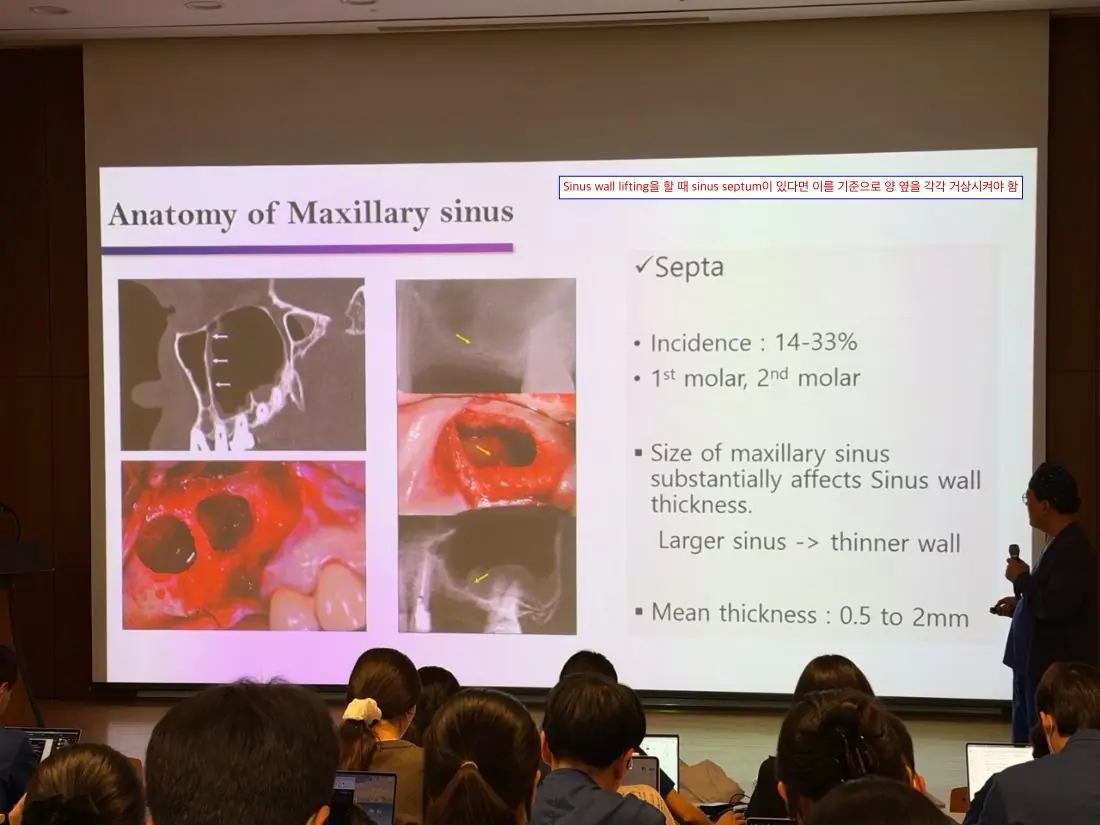 Sinus wall lifting을 할 때 sinus septum이 있다면 이를 기준으로 양 옆을 각각 거상시켜야 함
Anatomy of Maxillary sinus
✓Septa
• Incidence : 14-33%
• 1st molar, 2nd molar
▪ Size of maxillary sinus
substantially affects Sinus wall
thickness.
Larger sinus -> thinner wall
▪ Mean thickness : 0.5 to 2mm